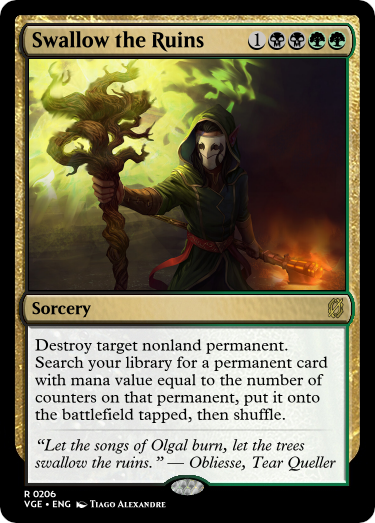 Swallow the Ruins 1
Sorcery
Destroy target nonland permanent.
Search your library for a permanent card
with mana value equal to the number of
counters on that permanent, put it onto
the battlefield tapped, then shuffle.
“Let the songs of Olgal burn, let the trees
swallow the ruins.” — Obliesse, Tear Queller
R 0206
VGE • ENG Tiago Alexandre